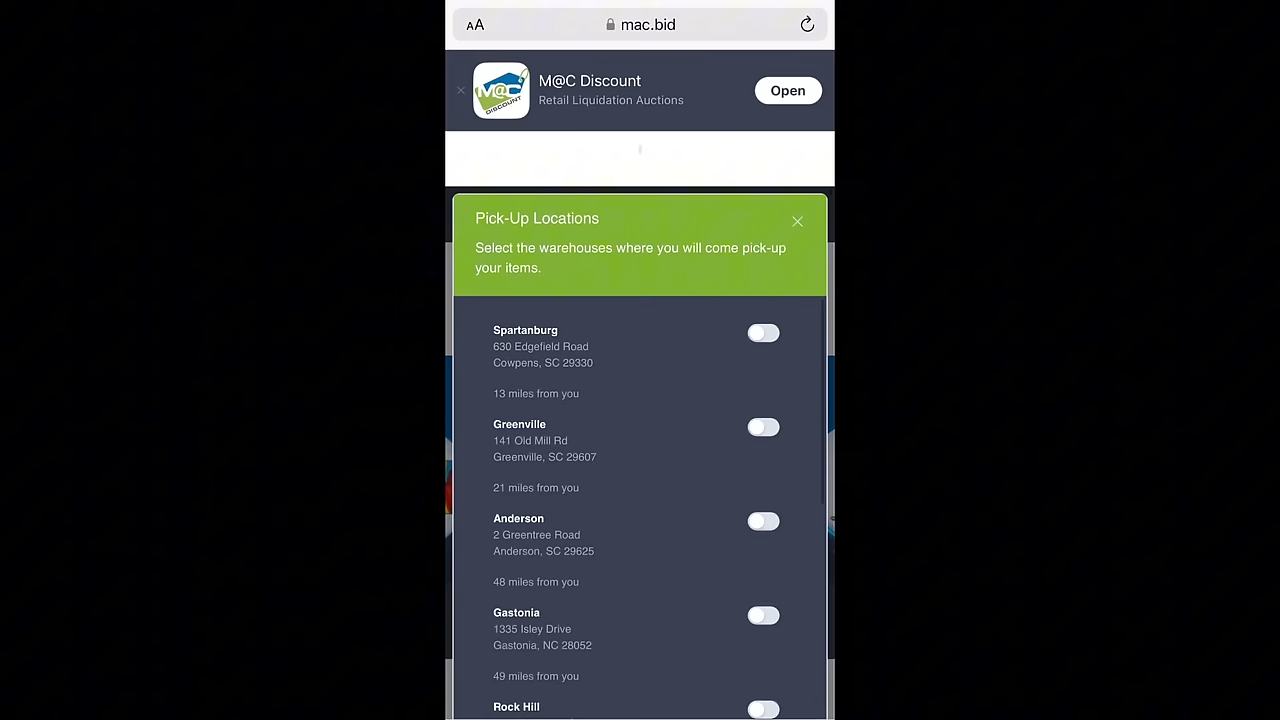 AA mac.bid
M@C Discount
Retail Liquidation Auctions
Open
M@C
DISCOUNT
Pick-Up Locations
Select the warehouses where you will come pick-up
your items.
Spartanburg
630 Edgefield Road
Cowpens, SC 29330
13 miles from you
Greenville
141 Old Mill Rd
Greenville, SC 29607
21 miles from you
Anderson
2 Greentree Road
Anderson, SC 29625
48 miles from you
Gastonia
1335 Isley Drive
Gastonia, NC 28052
49 miles from you
Rock Hill